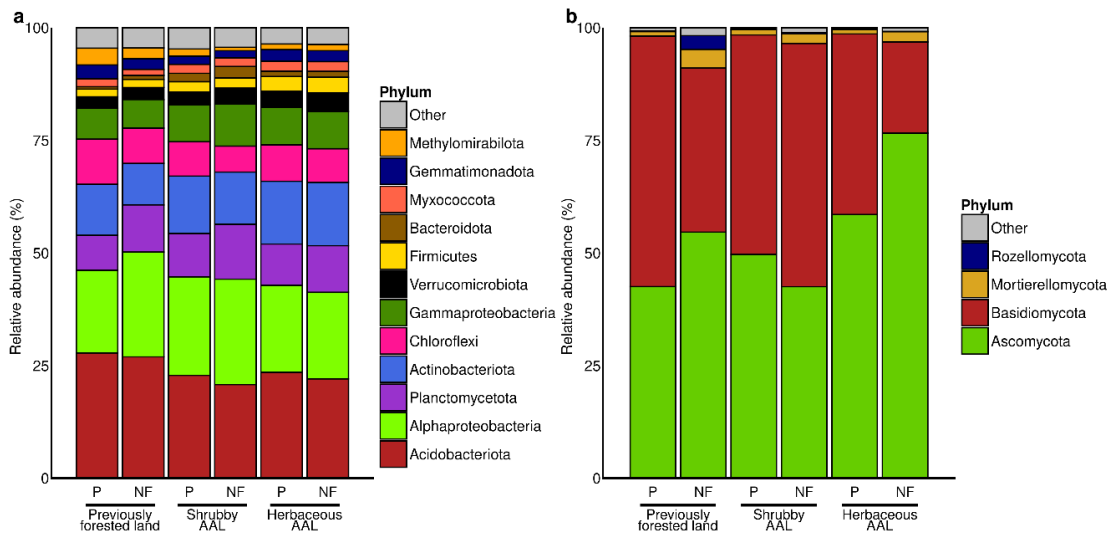 a
100
75
50
25
0
Relative abundance (%)
P NF P NF P NF
Previously
forested land
Shrubby
AAL
Herbaceous
AAL
Phylum
Other
Methylomirabilota
Gemmatimonadota
Myxococcota
Bacteroidota
Firmicutes
Verrucomicrobiota
Gammaproteobacteria
Chloroflexi
Actinobacteriota
Planctomycetota
Alphaproteobacteria
Acidobacteriota
b
100
75
50
25
0
Relative abundance (%)
P NF P NF P NF
Previously
forested land
Shrubby
AAL
Herbaceous
AAL
Phylum
Other
Rozellomycota
Mortierellomycota
Basidiomycota
Ascomycota